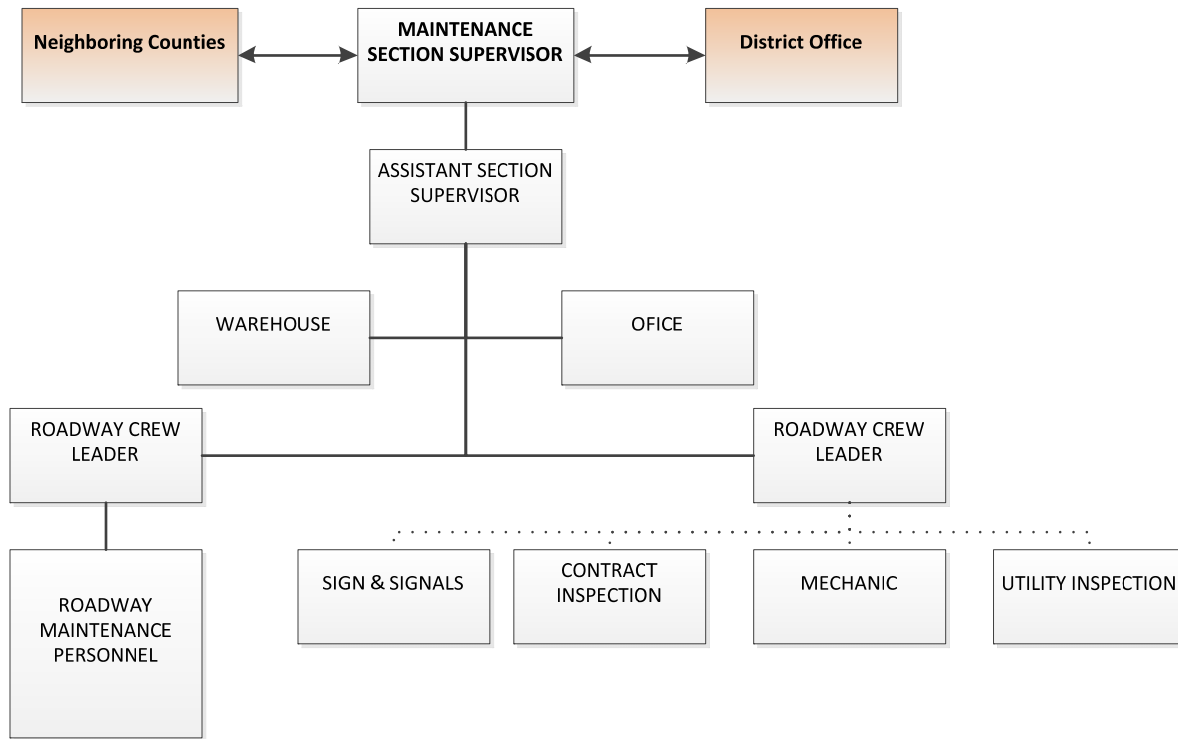 Neighboring Counties
MAINTENANCE
SECTION SUPERVISOR
District Office
ASSISTANT SECTION
SUPERVISOR
WAREHOUSE
OFICE
ROADWAY CREW
LEADER
ROADWAY CREW
LEADER
ROADWAY
MAINTENANCE
PERSONNEL
SIGN & SIGNALS
CONTRACT
INSPECTION
MECHANIC
UTILITY INSPECTION